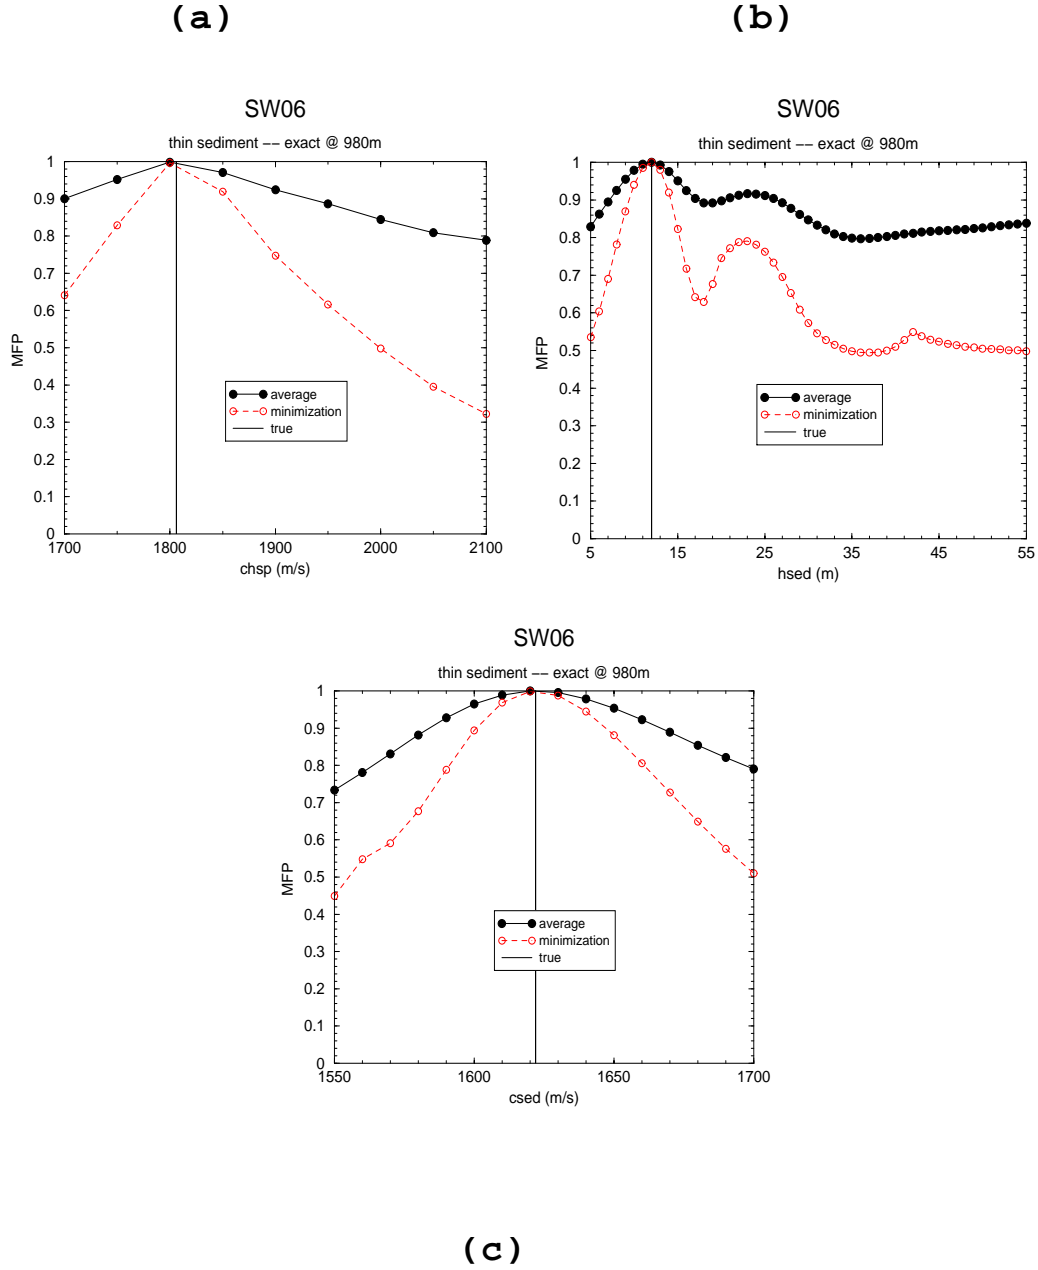 (a)
SW06
thin sediment −− exact @ 980m
1
0.9
0.8
0.7
0.6
0.5
0.4
0.3
0.2
0.1
0
MFP
average
minimization
true
1700 1800 1900 2000 2100
chsp (m/s)
(b)
SW06
thin sediment −− exact @ 980m
1
0.9
0.8
0.7
0.6
0.5
0.4
0.3
0.2
0.1
0
MFP
average
minimization
true
5 15 25 35 45 55
hsed (m)
SW06
thin sediment −− exact @ 980m
1
0.9
0.8
0.7
0.6
0.5
0.4
0.3
0.2
0.1
0
MFP
average
minimization
true
1550 1600 1650 1700
csed (m/s)
(c)